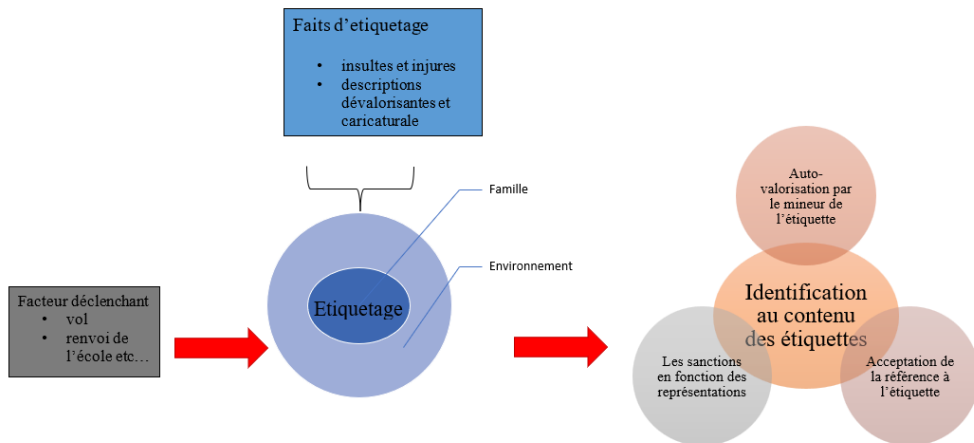 Faits d’etiquetage
• insultes et injures
• descriptions
dévalorisantes et
caricaturale
Famille
Environnement
Etiquetage
Facteur déclenchant
• vol
• renvoi de
l’école etc…
Auto-
valorisation par
le mineur de
l’étiquette
Identification
au contenu
des étiquettes
Les sanctions
en fonction des
représentations
Acceptation de
la référence à
l’étiquette